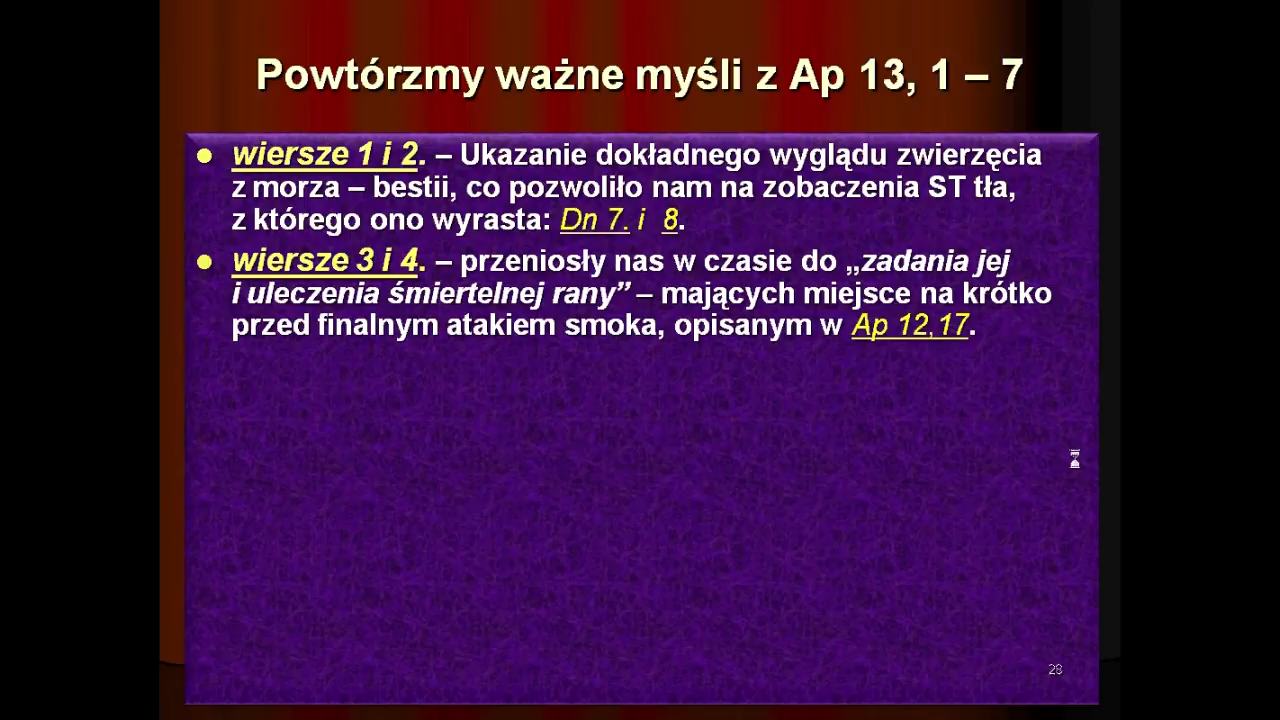 Powtórzmy ważne myśli z Ap 13, 1 – 7
● wiersze 1 i 2. – Ukazanie dokładnego wyglądu zwierzęcia
z morza – bestii, co pozwoliło nam na zobaczenia ST tła,
z którego ono wyrasta: Dn 7. i 8.
● wiersze 3 i 4. – przeniosły nas w czasie do „zadania jej
i uleczenia śmiertelnej rany” – mających miejsce na krótko
przed finalnym atakiem smoka, opisanym w Ap 12,17.
28